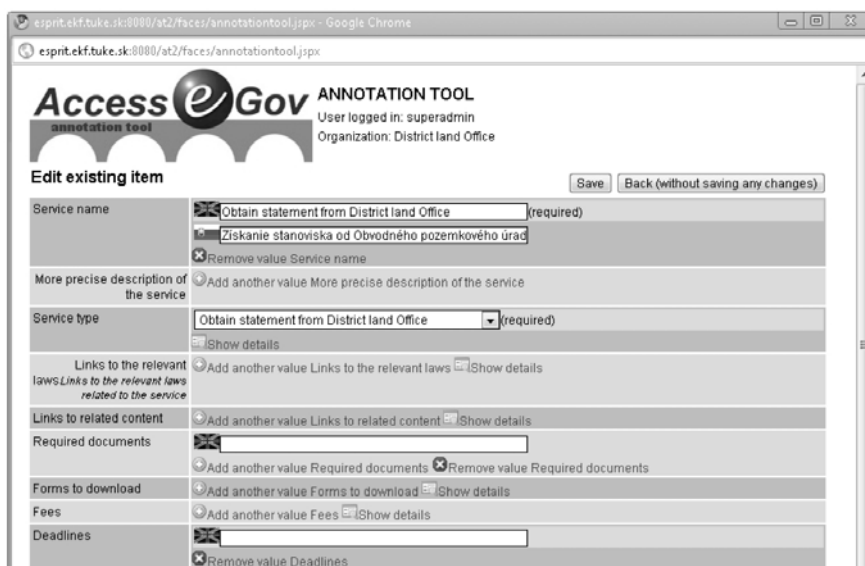 esprit.ekf.tuke.sk:8080/at2/faces/annotationtool.jspx - Google Chrome
esprit.ekf.tuke.sk:8080/at2/faces/annotationtool.jspx
Access eGov
annotation tool
ANNOTATION TOOL
User logged in: superadmin
Organization: District land Office
Edit existing item
Save
Back (without saving any changes)
Service name
Obtain statement from District land Office (required)
Získanie stanoviska od Obvodného pozemkového úrad
Remove value Service name
More precise description of
the service
Add another value More precise description of the service
Service type
Obtain statement from District land Office (required)
Show details
Links to the relevant
laws Links to the relevant laws
related to the service
Add another value Links to the relevant laws Show details
Links to related content
Add another value Links to related content Show details
Required documents
Add another value Required documents Remove value Required documents
Forms to download
Add another value Forms to download Show details
Fees
Add another value Fees Show details
Deadlines
Remove value Deadlines